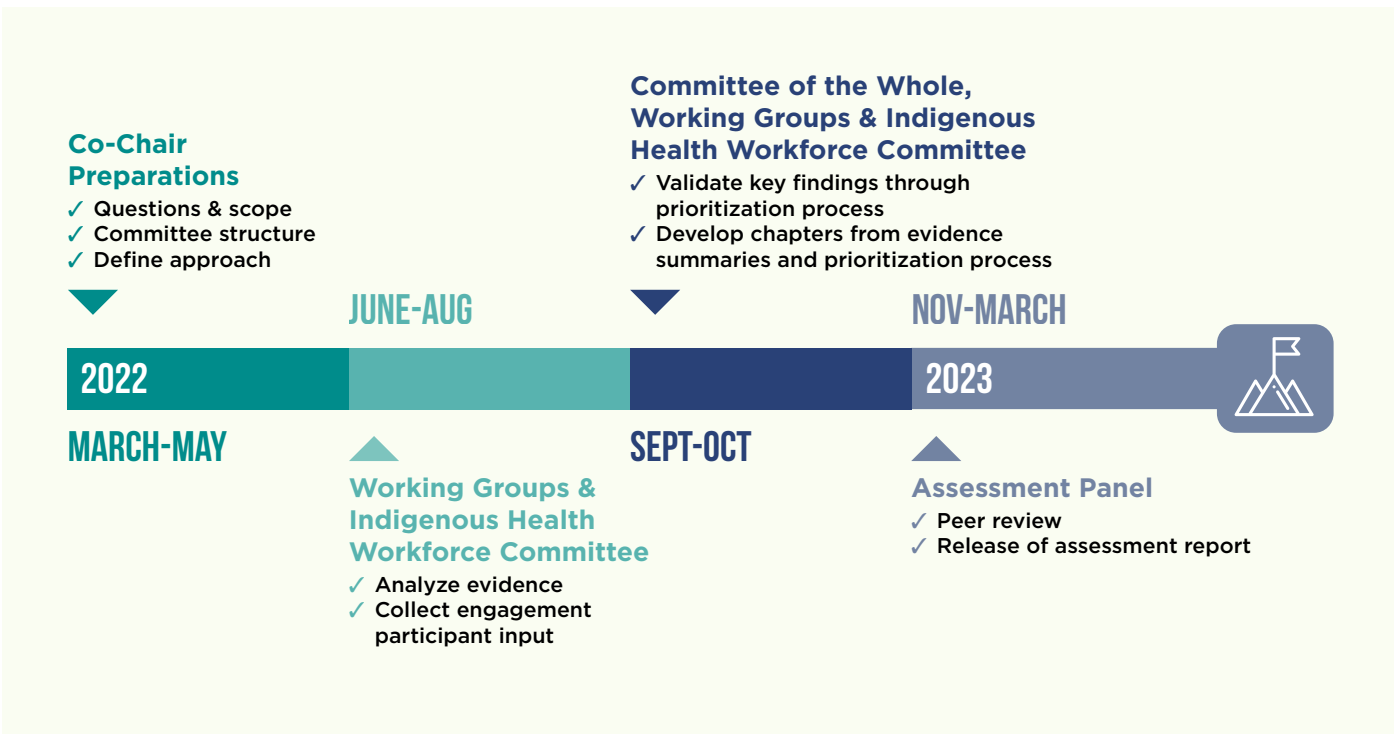 Co-Chair
Preparations
✓ Questions & scope
✓ Committee structure
✓ Define approach
2022
MARCH-MAY
JUNE-AUG
Working Groups &
Indigenous Health
Workforce Committee
✓ Analyze evidence
✓ Collect engagement
participant input
Committee of the Whole,
Working Groups & Indigenous
Health Workforce Committee
✓ Validate key findings through
prioritization process
✓ Develop chapters from evidence
summaries and prioritization process
SEPT-OCT
NOV-MARCH
2023
Assessment Panel
✓ Peer review
✓ Release of assessment report